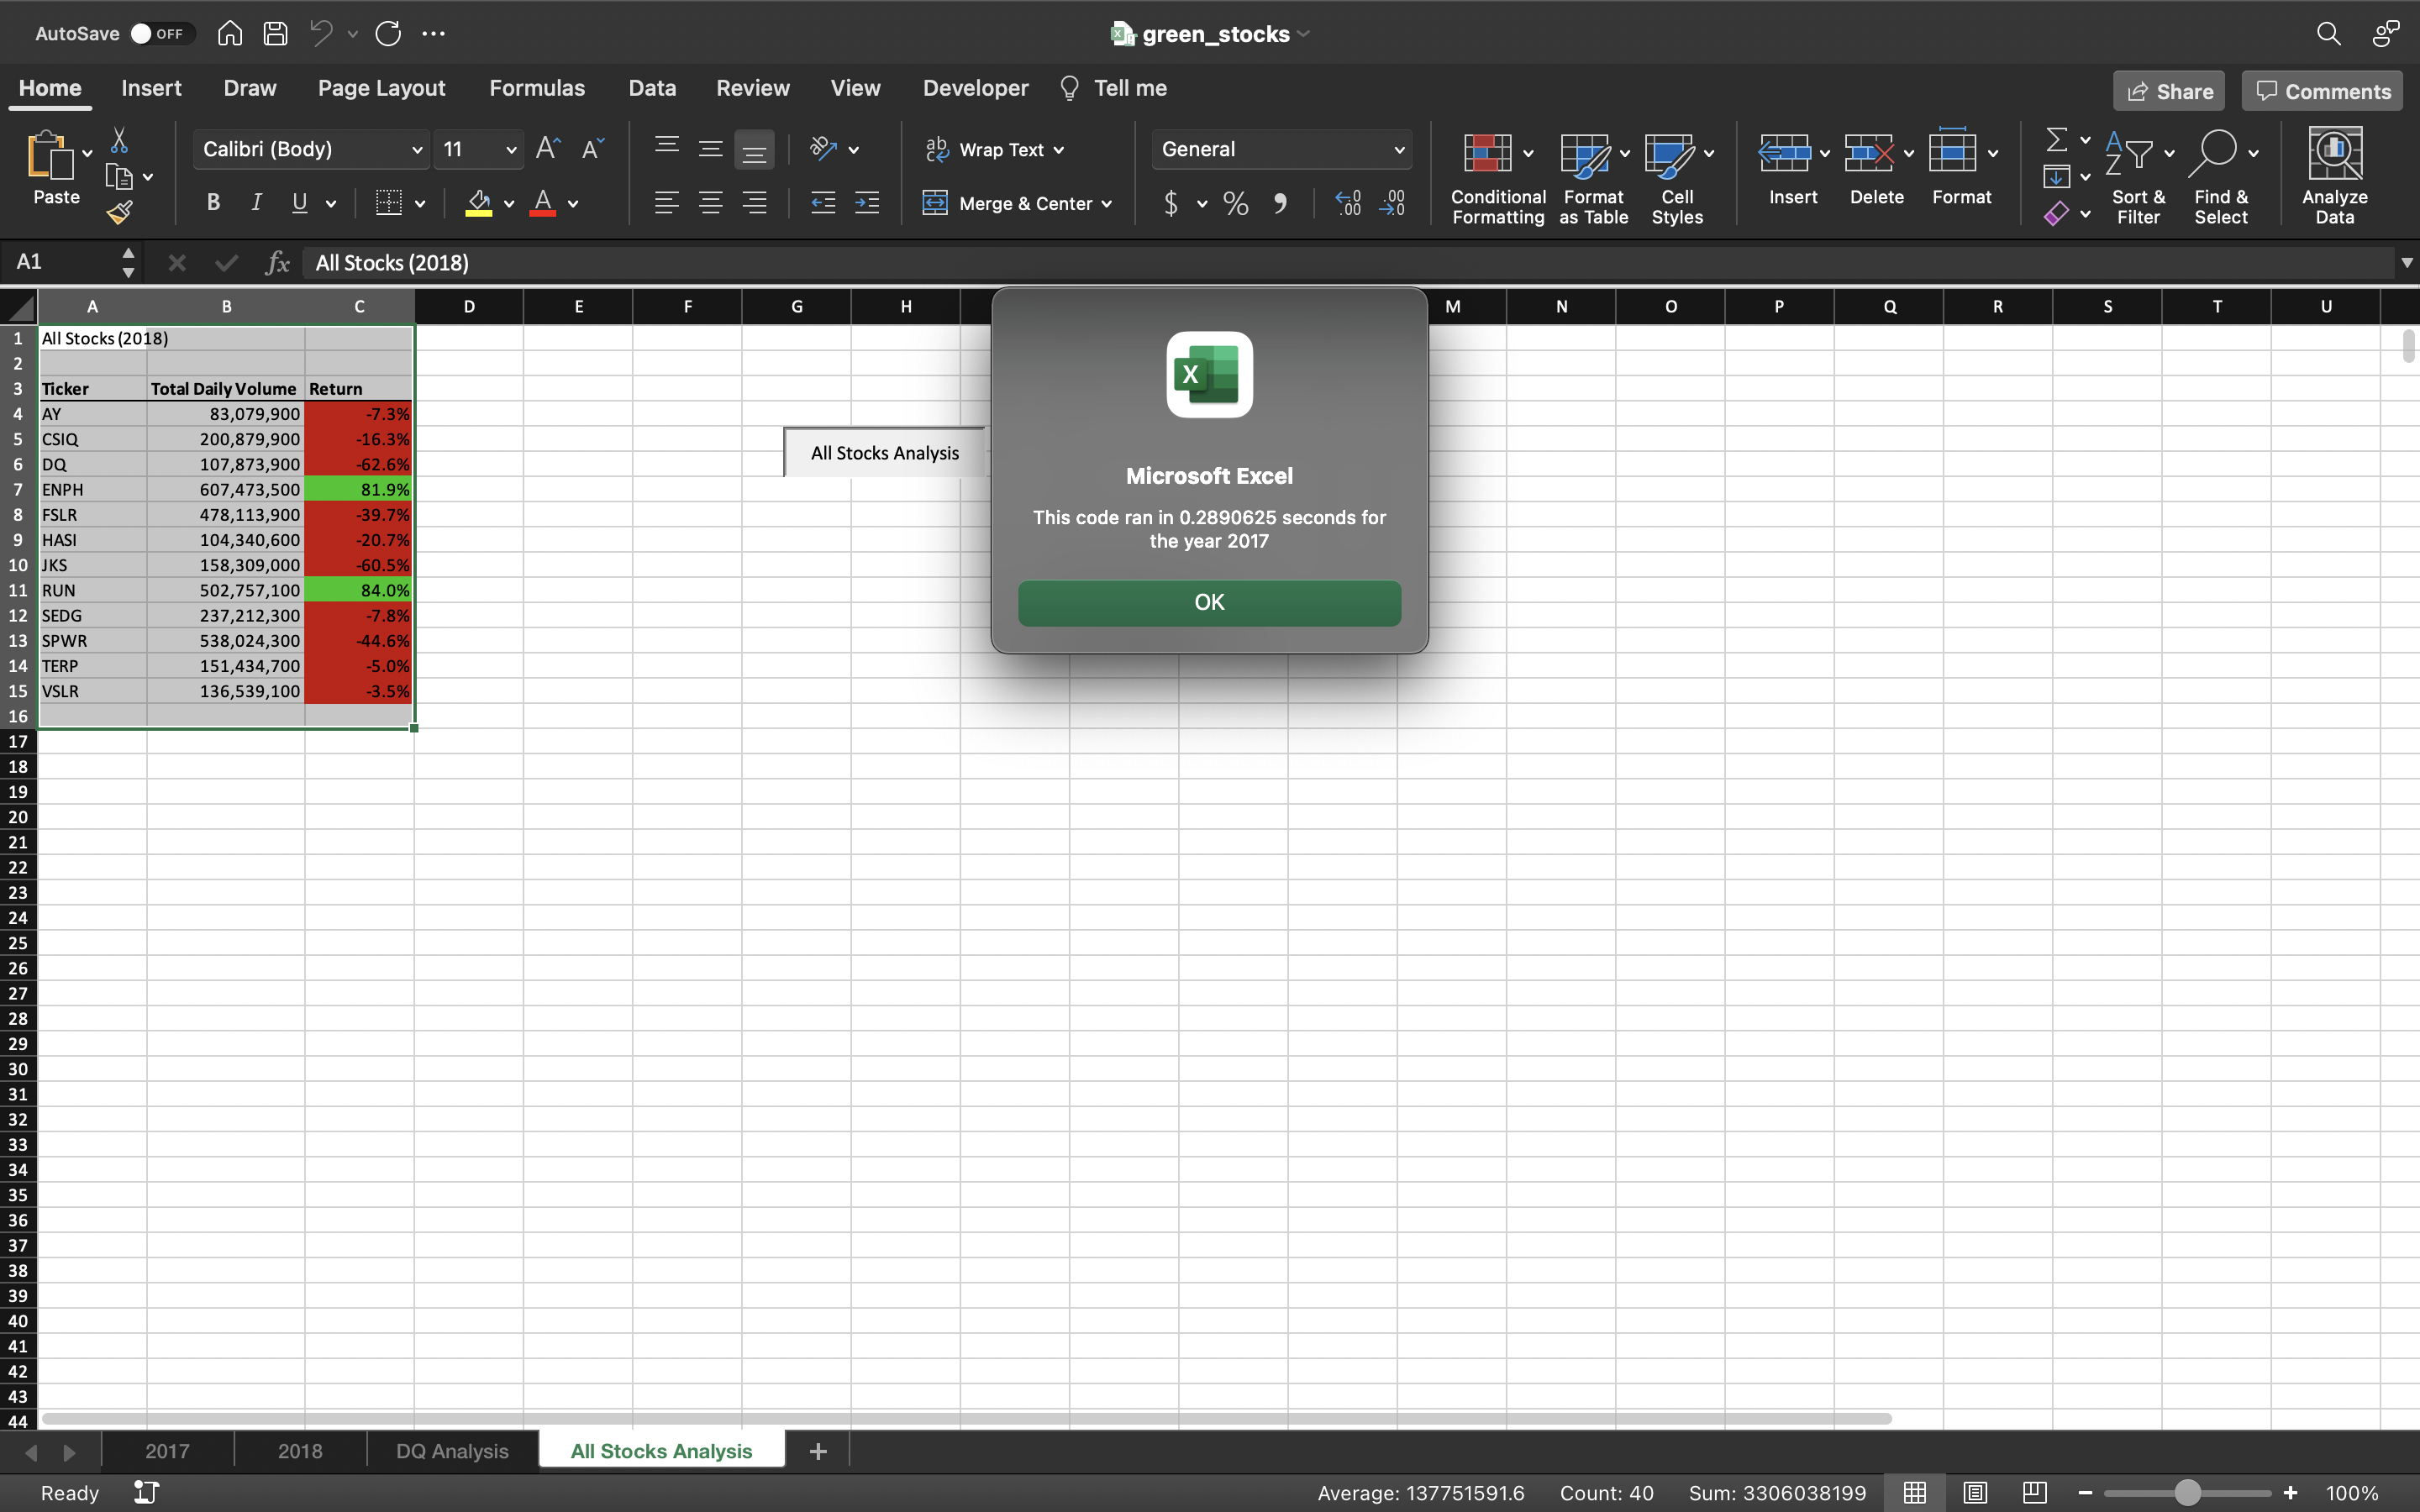 AutoSave OFF
green_stocks
Home Insert Draw Page Layout Formulas Data Review View Developer Tell me Share Comments
Paste
Calibri (Body) 11
B I U
Wrap Text
Merge & Center
General
$ %
Conditional Formatting
Format as Table
Cell Styles
Insert
Delete
Format
Sort & Filter
Find & Select
Analyze Data
A1 fx All Stocks (2018)
A B C D E F G H M N O P Q R S T U
1 All Stocks (2018)
2
3 Ticker Total Daily Volume Return
4 AY 83,079,900 -7.3%
5 CSIQ 200,879,900 -16.3%
6 DQ 107,873,900 -62.6%
7 ENPH 607,473,500 81.9%
8 FSLR 478,113,900 -39.7%
9 HASI 104,340,600 -20.7%
10 JKS 158,309,000 -60.5%
11 RUN 502,757,100 84.0%
12 SEDG 237,212,300 -7.8%
13 SPWR 538,024,300 -44.6%
14 TERP 151,434,700 -5.0%
15 VSLR 136,539,100 -3.5%
16
17
18
19
20
21
22
23
24
25
26
27
28
29
30
31
32
33
34
35
36
37
38
39
40
41
42
43
44
All Stocks Analysis
Microsoft Excel
This code ran in 0.2890625 seconds for
the year 2017
OK
2017 2018 DQ Analysis All Stocks Analysis +
Ready Average: 137751591.6 Count: 40 Sum: 3306038199 100%